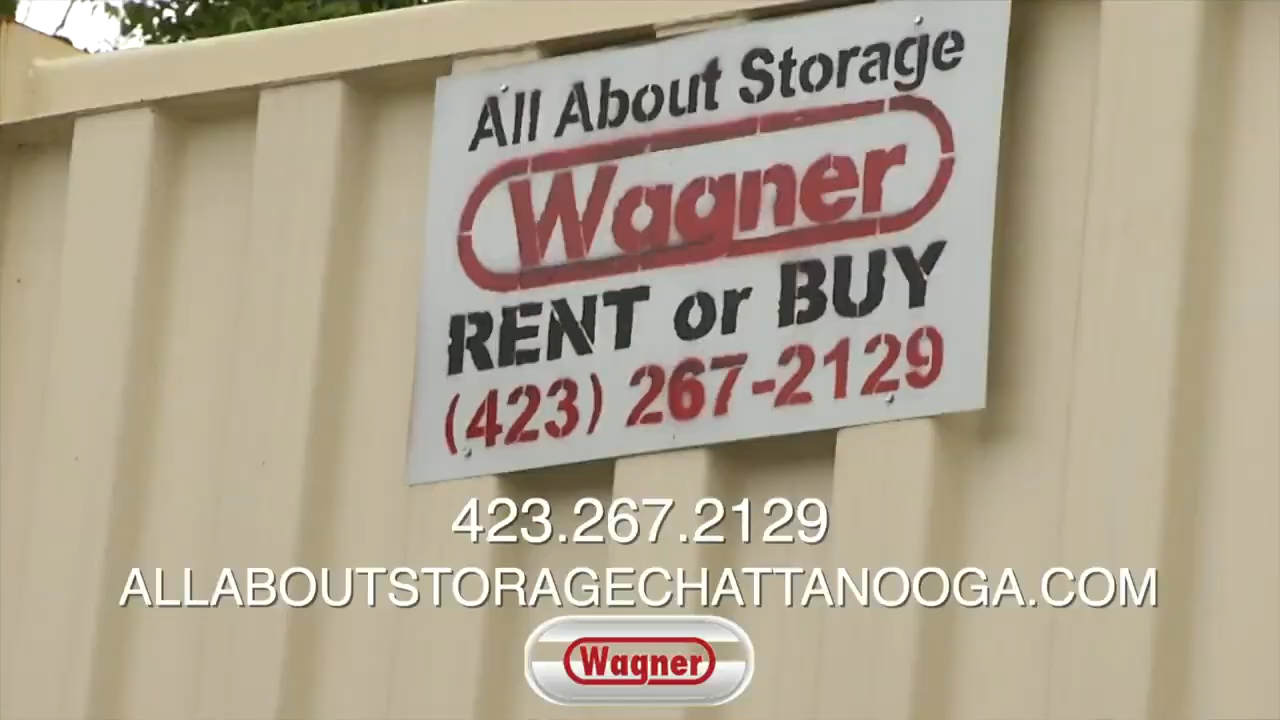 All About Storage
Wagner
RENT or BUY
(423) 267-2129
423.267.2129
ALLABOUTSTORAGECHATTANOOGA.COM
Wagner